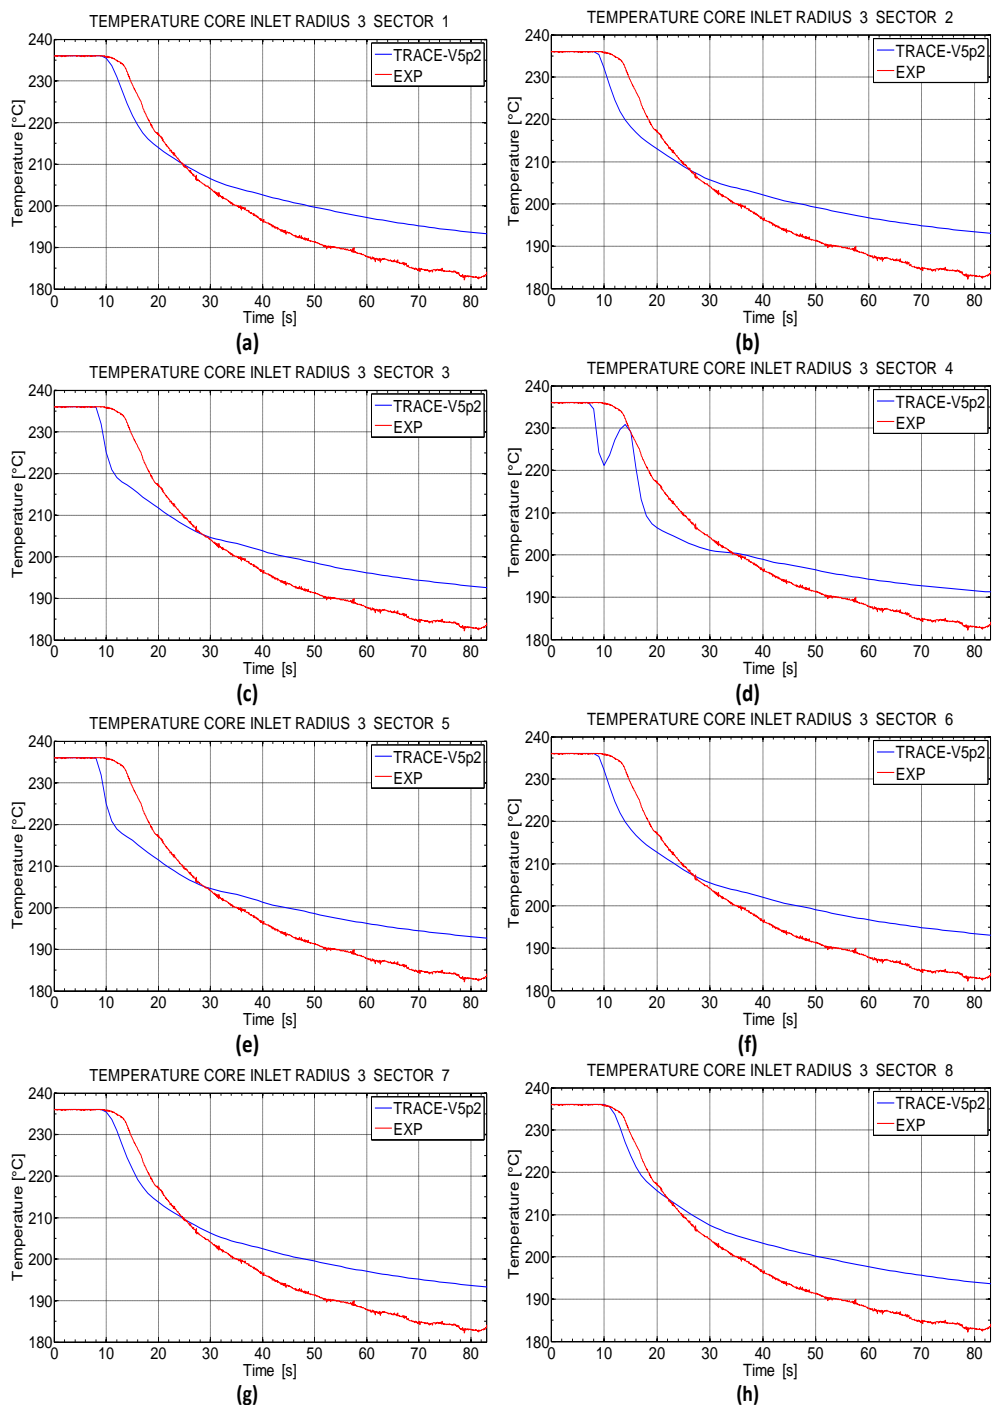 TEMPERATURE CORE INLET RADIUS 3 SECTOR 1
240
230
220
210
200
190
180
Temperature [°C]
TRACE-V5p2
EXP
0 10 20 30 40 50 60 70 80
Time [s]
(a)
TEMPERATURE CORE INLET RADIUS 3 SECTOR 2
240
230
220
210
200
190
180
Temperature [°C]
TRACE-V5p2
EXP
0 10 20 30 40 50 60 70 80
Time [s]
(b)
TEMPERATURE CORE INLET RADIUS 3 SECTOR 3
240
230
220
210
200
190
180
Temperature [°C]
TRACE-V5p2
EXP
0 10 20 30 40 50 60 70 80
Time [s]
(c)
TEMPERATURE CORE INLET RADIUS 3 SECTOR 4
240
230
220
210
200
190
180
Temperature [°C]
TRACE-V5p2
EXP
0 10 20 30 40 50 60 70 80
Time [s]
(d)
TEMPERATURE CORE INLET RADIUS 3 SECTOR 5
240
230
220
210
200
190
180
Temperature [°C]
TRACE-V5p2
EXP
0 10 20 30 40 50 60 70 80
Time [s]
(e)
TEMPERATURE CORE INLET RADIUS 3 SECTOR 6
240
230
220
210
200
190
180
Temperature [°C]
TRACE-V5p2
EXP
0 10 20 30 40 50 60 70 80
Time [s]
(f)
TEMPERATURE CORE INLET RADIUS 3 SECTOR 7
240
230
220
210
200
190
180
Temperature [°C]
TRACE-V5p2
EXP
0 10 20 30 40 50 60 70 80
Time [s]
(g)
TEMPERATURE CORE INLET RADIUS 3 SECTOR 8
240
230
220
210
200
190
180
Temperature [°C]
TRACE-V5p2
EXP
0 10 20 30 40 50 60 70 80
Time [s]
(h)